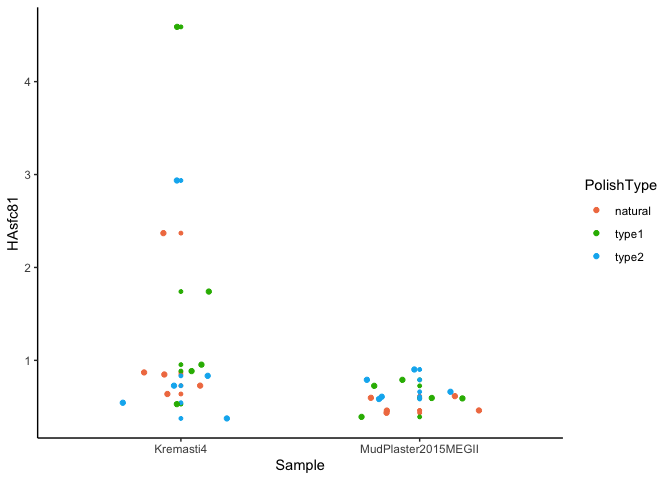 4
3
2
1
HAsfc81
Kremasti4
MudPlaster2015MEGII
Sample
PolishType
natural
type1
type2